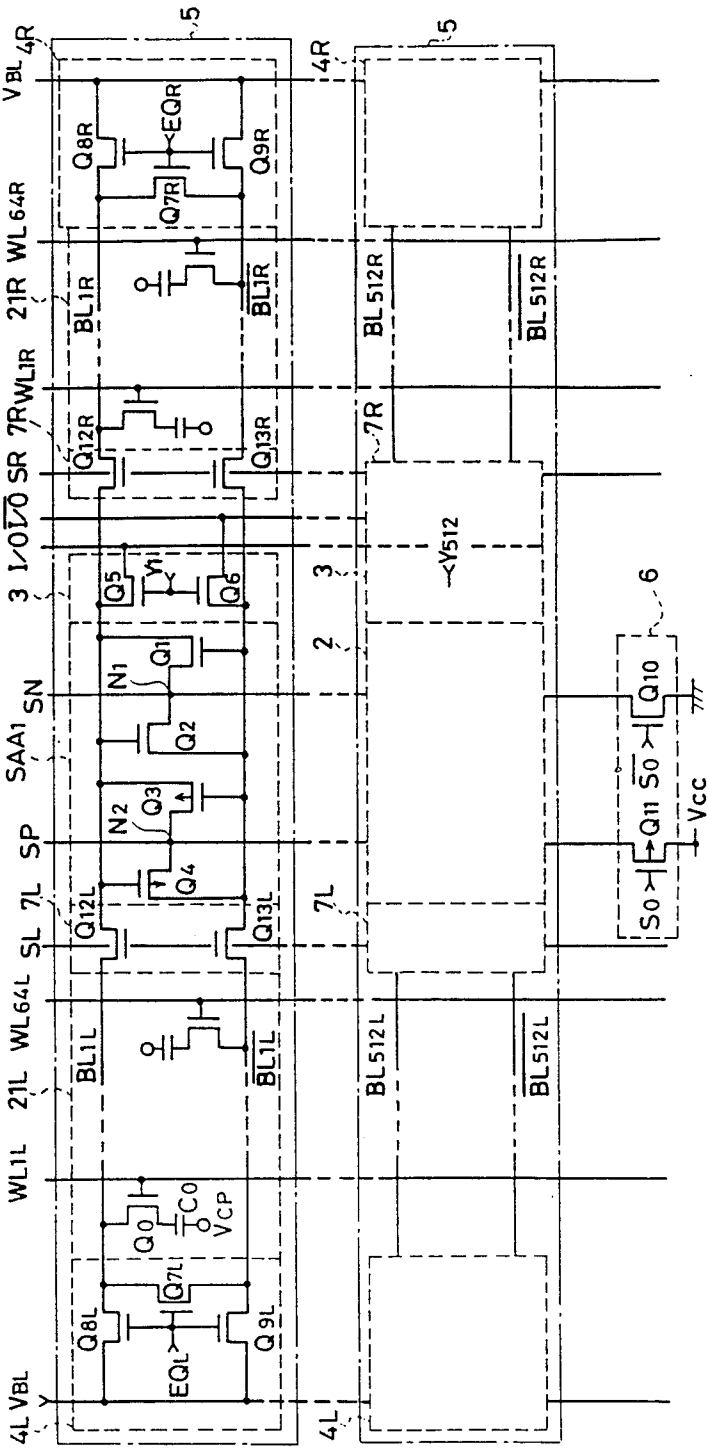 4L VBL WL1L 21L WL64L SL 7L SP SAA1 SN 3 I/O I/O SR 7R WL1R 21R WL64R VBL 4R
5
Q8L Q7L Q0 BL1L Q12L N2 N1 Q5 Q12R BL1R Q8R
EQL C0 Q4 Q3 Q2 Q1 Y1 Q7R EQR
VCP
Q9L BL1L Q13L Q6 Q13R BL1R Q9R
4L 7L 2 3 7R 4R 5
BL512L BL512R
Y512
BL512L BL512R
6
S0 Q11 S0 Q10
Vcc